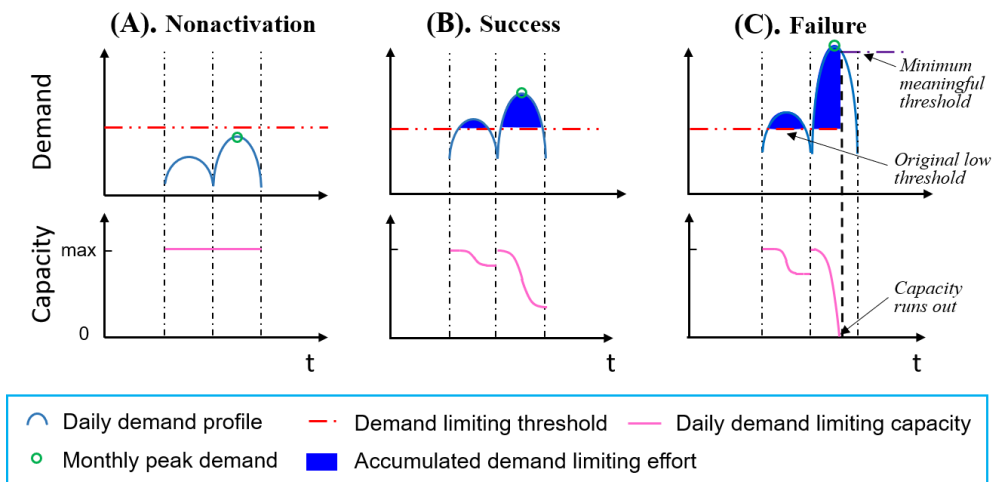 (A). Nonactivation
(B). Success
(C). Failure
Demand
Minimum
meaningful
threshold
Original low
threshold
Capacity
max
0
Capacity
runs out
t
t
t
Daily demand profile
Demand limiting threshold
Daily demand limiting capacity
Monthly peak demand
Accumulated demand limiting effort